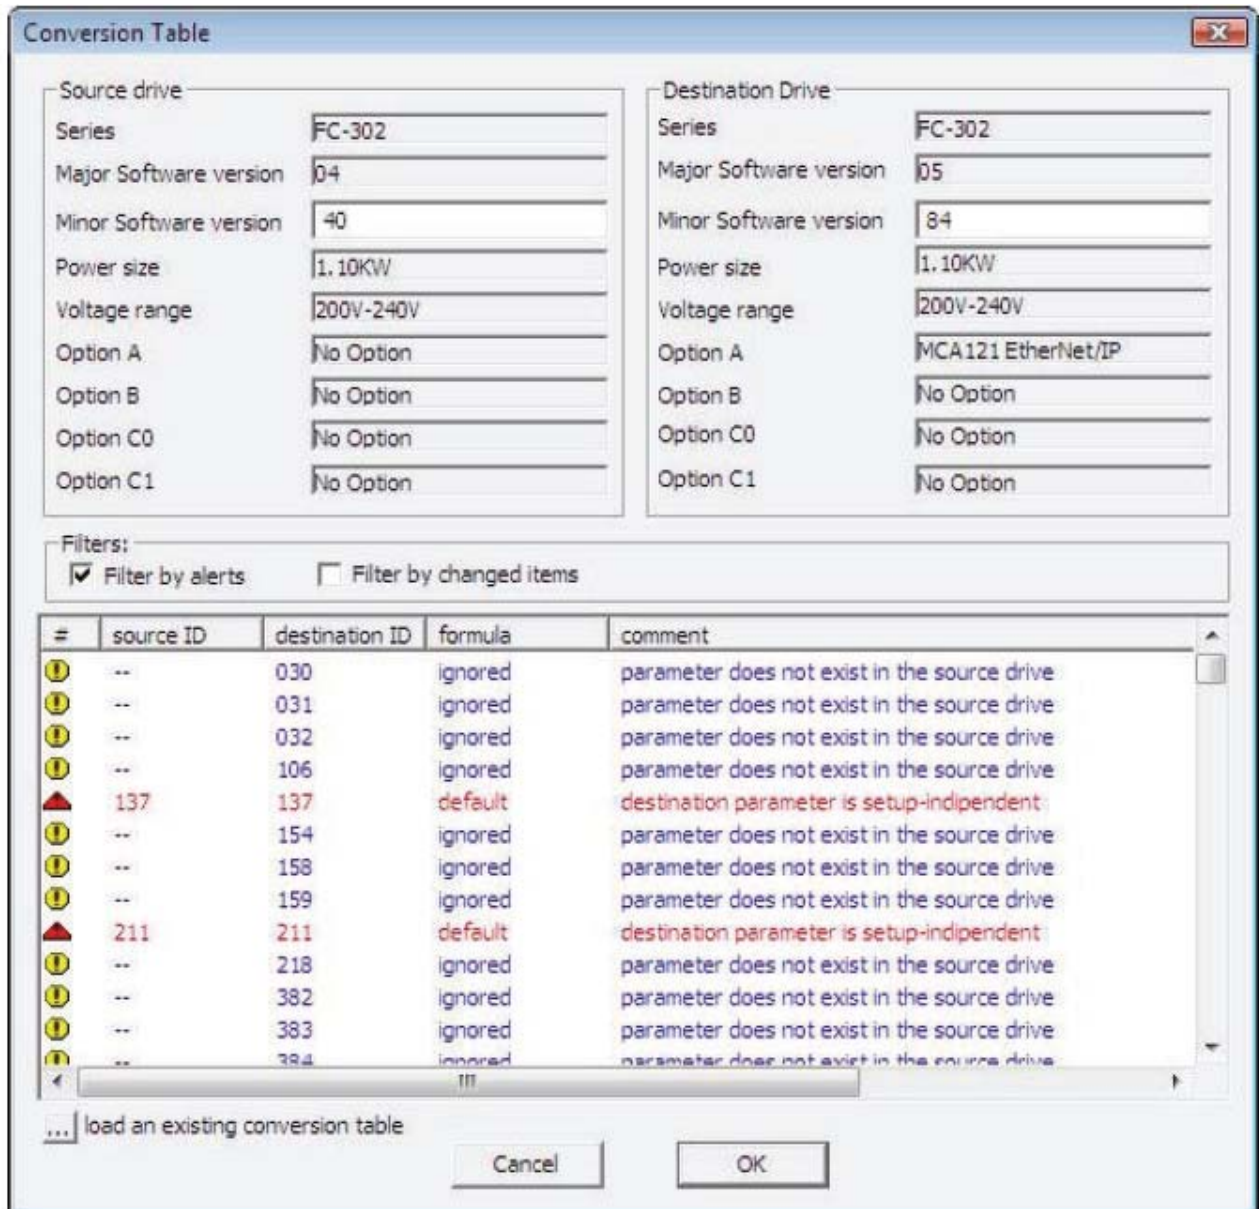 Conversion Table
Source drive
Series FC-302
Major Software version 04
Minor Software version 40
Power size 1.10KW
Voltage range 200V-240V
Option A No Option
Option B No Option
Option C0 No Option
Option C1 No Option
Destination Drive
Series FC-302
Major Software version 05
Minor Software version 84
Power size 1.10KW
Voltage range 200V-240V
Option A MCA121 EtherNet/IP
Option B No Option
Option C0 No Option
Option C1 No Option
Filters:
Filter by alerts Filter by changed items
# source ID destination ID formula comment
-- 030 ignored parameter does not exist in the source drive
-- 031 ignored parameter does not exist in the source drive
-- 032 ignored parameter does not exist in the source drive
-- 106 ignored parameter does not exist in the source drive
137 137 default destination parameter is setup-indipendent
-- 154 ignored parameter does not exist in the source drive
-- 158 ignored parameter does not exist in the source drive
-- 159 ignored parameter does not exist in the source drive
211 211 default destination parameter is setup-indipendent
-- 218 ignored parameter does not exist in the source drive
-- 382 ignored parameter does not exist in the source drive
-- 383 ignored parameter does not exist in the source drive
-- 384 ignored parameter does not exist in the source drive
... load an existing conversion table
Cancel OK